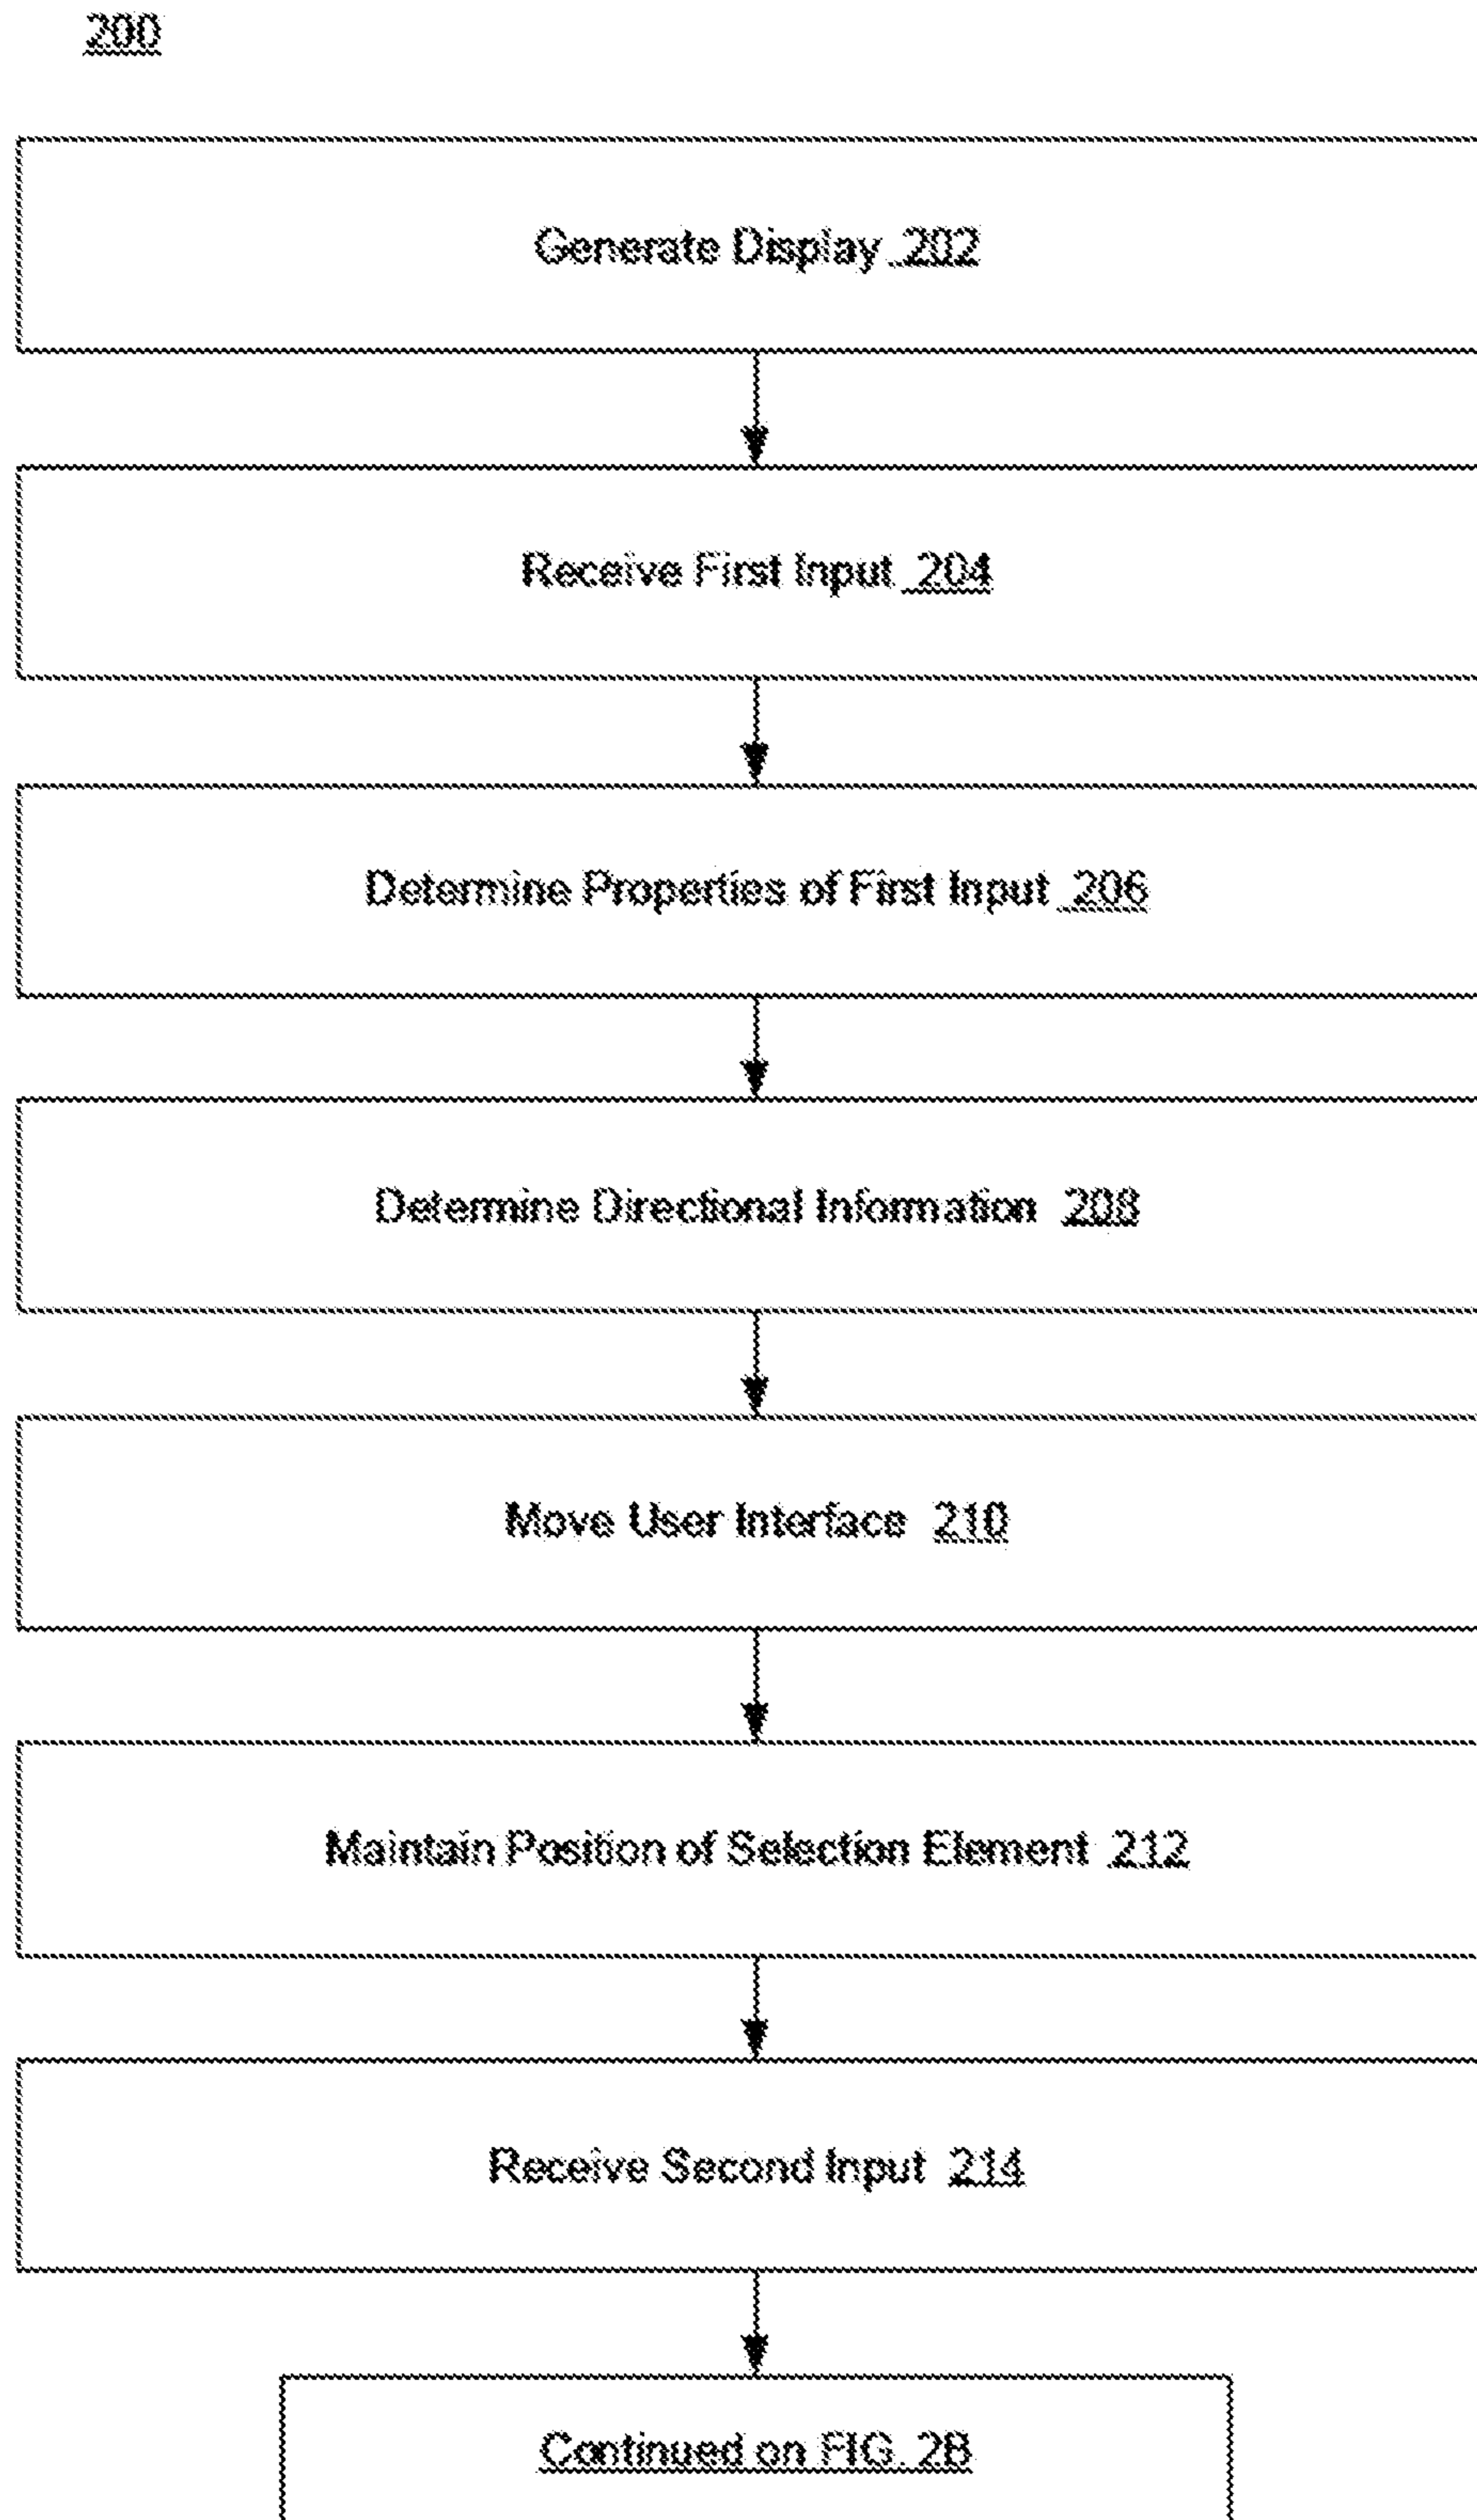 200
Generate Display 202
Receive First Input 204
Determine Properties of First Input 206
Determine Directional Information 208
Move User Interface 210
Maintain Position of Selection Element 212
Receive Second Input 214
Continued on FIG. 2B